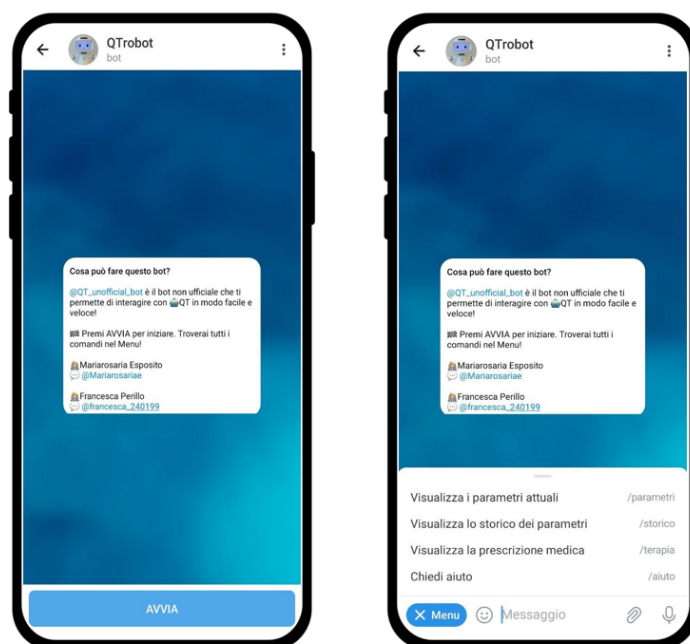 QTrobot
bot
Cosa può fare questo bot?
@QT_unofficial_bot è il bot non ufficiale che ti
permette di interagire con QT in modo facile e
veloce!
Premi AVVIA per iniziare. Troverai tutti i
comandi nel Menu!
Mariarosaria Esposito
@Mariarosariae
Francesca Perillo
@francesca_240199
AVVIA
QTrobot
bot
Cosa può fare questo bot?
@QT_unofficial_bot è il bot non ufficiale che ti
permette di interagire con QT in modo facile e
veloce!
Premi AVVIA per iniziare. Troverai tutti i
comandi nel Menu!
Mariarosaria Esposito
@Mariarosariae
Francesca Perillo
@francesca_240199
Visualizza i parametri attuali /parametri
Visualizza lo storico dei parametri /storico
Visualizza la prescrizione medica /terapia
Chiedi aiuto /aiuto
Menu Messaggio